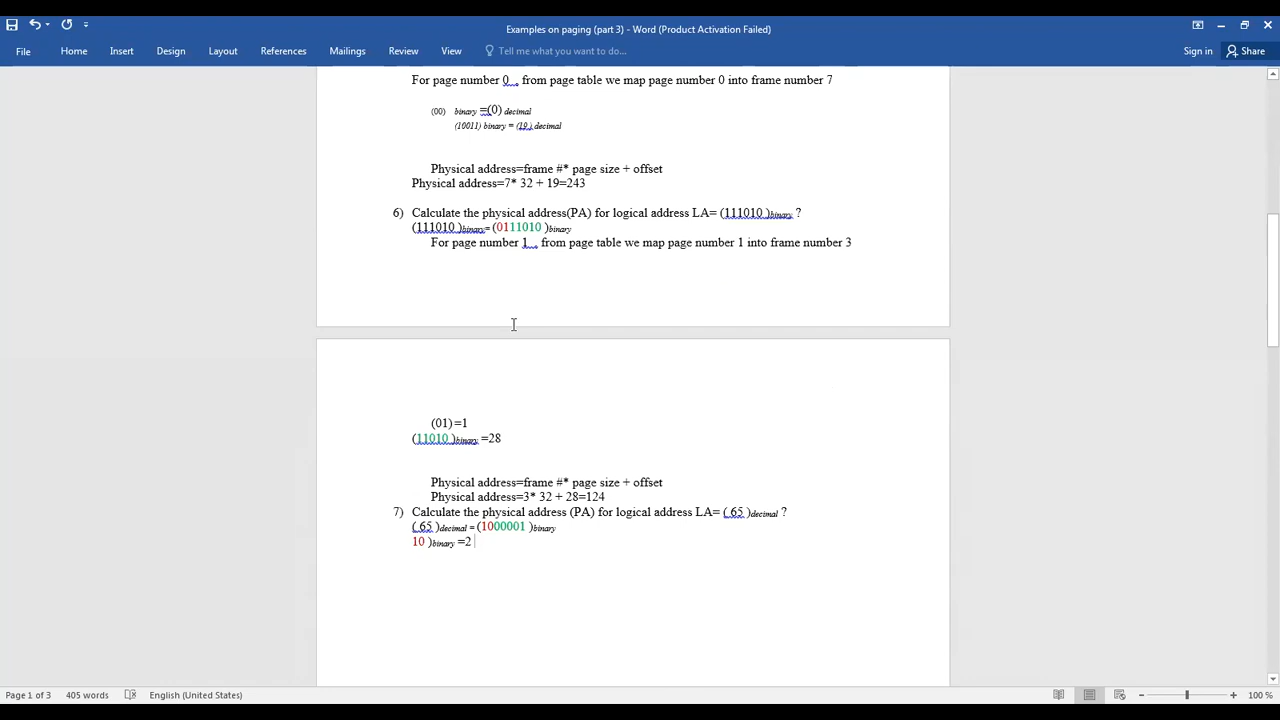 Examples on paging (part 3) - Word (Product Activation Failed)
File Home Insert Design Layout References Mailings Review View Tell me what you want to do... Sign in Share
For page number 0 , from page table we map page number 0 into frame number 7
(00) binary =(0) decimal
(10011) binary = (19 ) decimal
Physical address=frame #* page size + offset
Physical address=7* 32 + 19=243
6) Calculate the physical address(PA) for logical address LA= (111010 )binary ?
(111010 )binary= (0111010 )binary
For page number 1 , from page table we map page number 1 into frame number 3
(01) =1
(11010 )binary =28
Physical address=frame #* page size + offset
Physical address=3* 32 + 28=124
7) Calculate the physical address (PA) for logical address LA= ( 65 )decimal ?
( 65 )decimal = (1000001 )binary
10 )binary =2
Page 1 of 3 405 words English (United States) 100 %